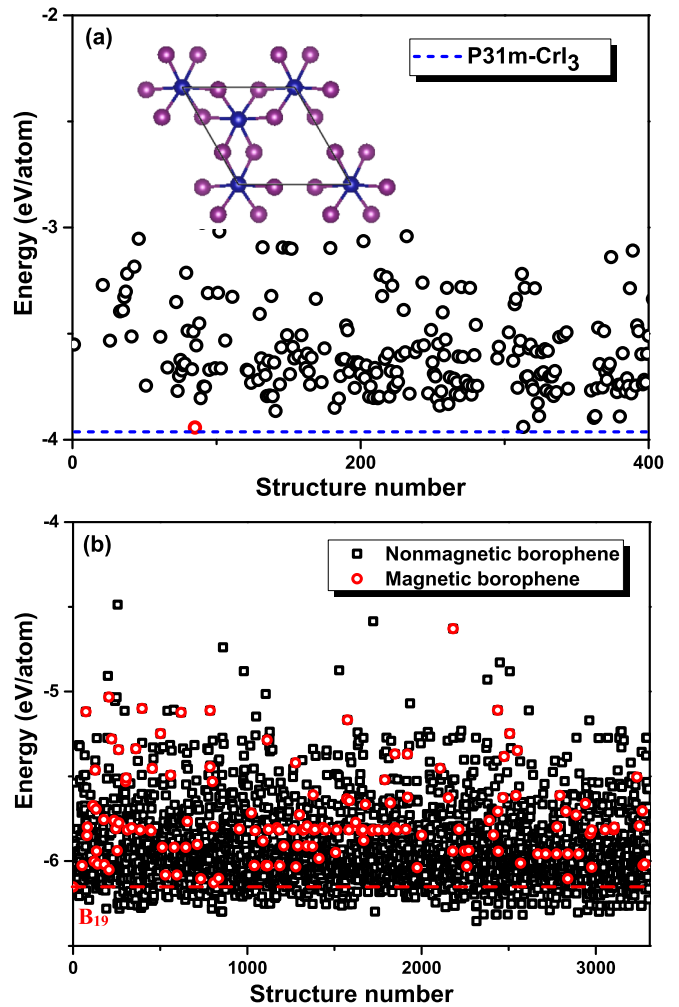 (a)
P31m-CrI₃
-2
-3
-4
Energy (eV/atom)
0
200
400
Structure number
(b)
Nonmagnetic borophene
Magnetic borophene
-4
-5
-6
Energy (eV/atom)
B₁₉
0
1000
2000
3000
Structure number